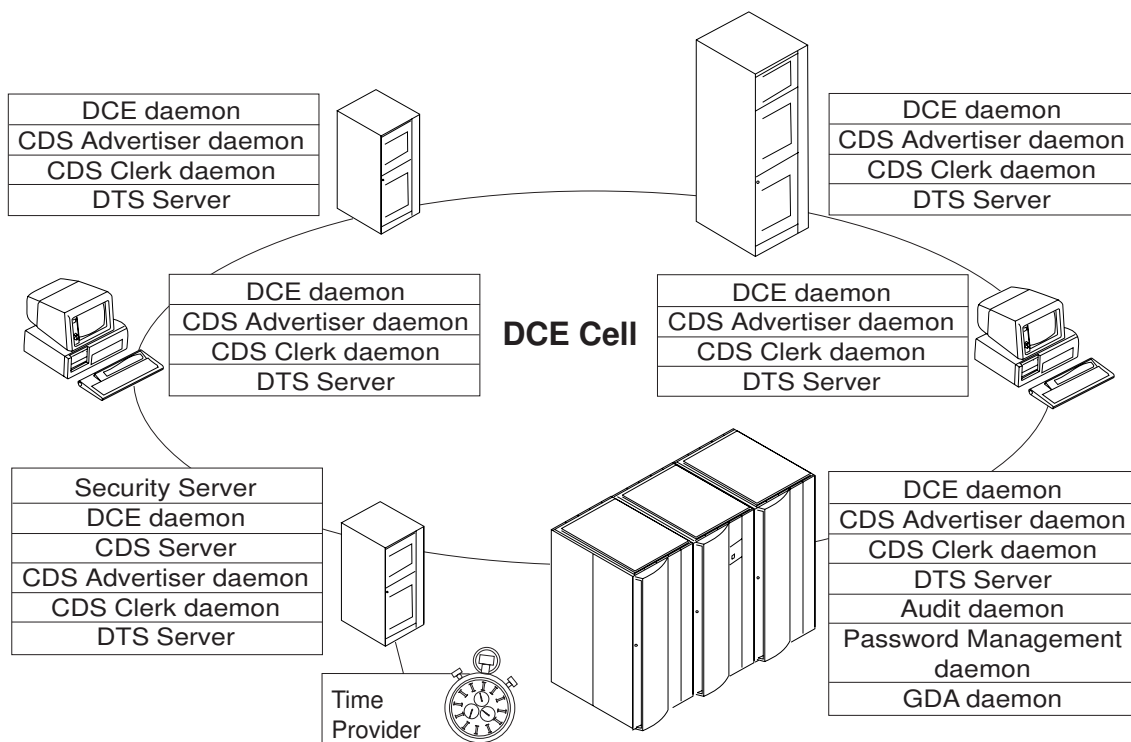 DCE daemon
CDS Advertiser daemon
CDS Clerk daemon
DTS Server
DCE daemon
CDS Advertiser daemon
CDS Clerk daemon
DTS Server
DCE daemon
CDS Advertiser daemon
CDS Clerk daemon
DTS Server
DCE Cell
DCE daemon
CDS Advertiser daemon
CDS Clerk daemon
DTS Server
Security Server
DCE daemon
CDS Server
CDS Advertiser daemon
CDS Clerk daemon
DTS Server
Time
Provider
DCE daemon
CDS Advertiser daemon
CDS Clerk daemon
DTS Server
Audit daemon
Password Management
daemon
GDA daemon